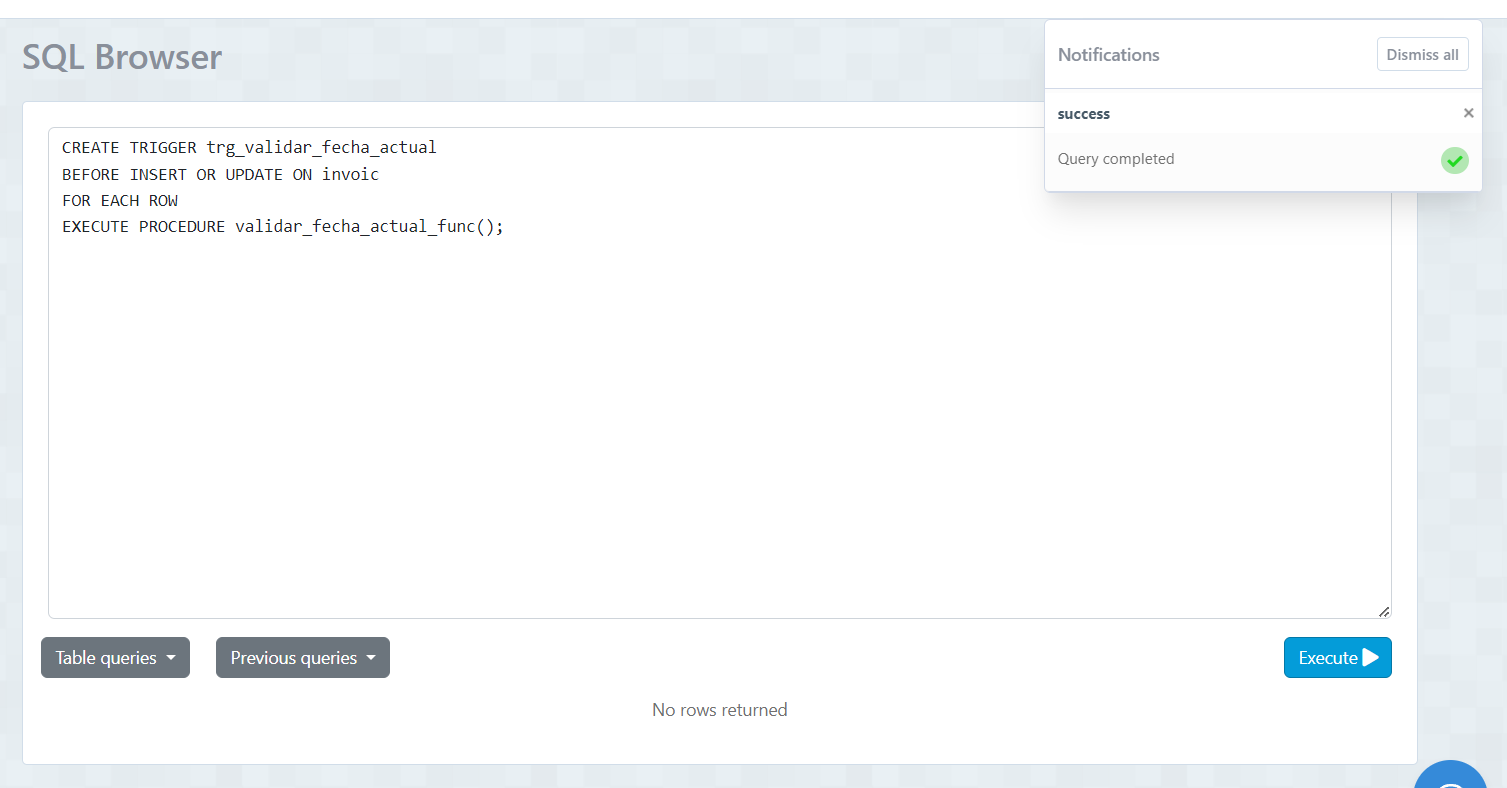 SQL Browser
Notifications
Dismiss all
success
×
Query completed
CREATE TRIGGER trg_validar_fecha_actual
BEFORE INSERT OR UPDATE ON invoic
FOR EACH ROW
EXECUTE PROCEDURE validar_fecha_actual_func();
Table queries
Previous queries
Execute
No rows returned